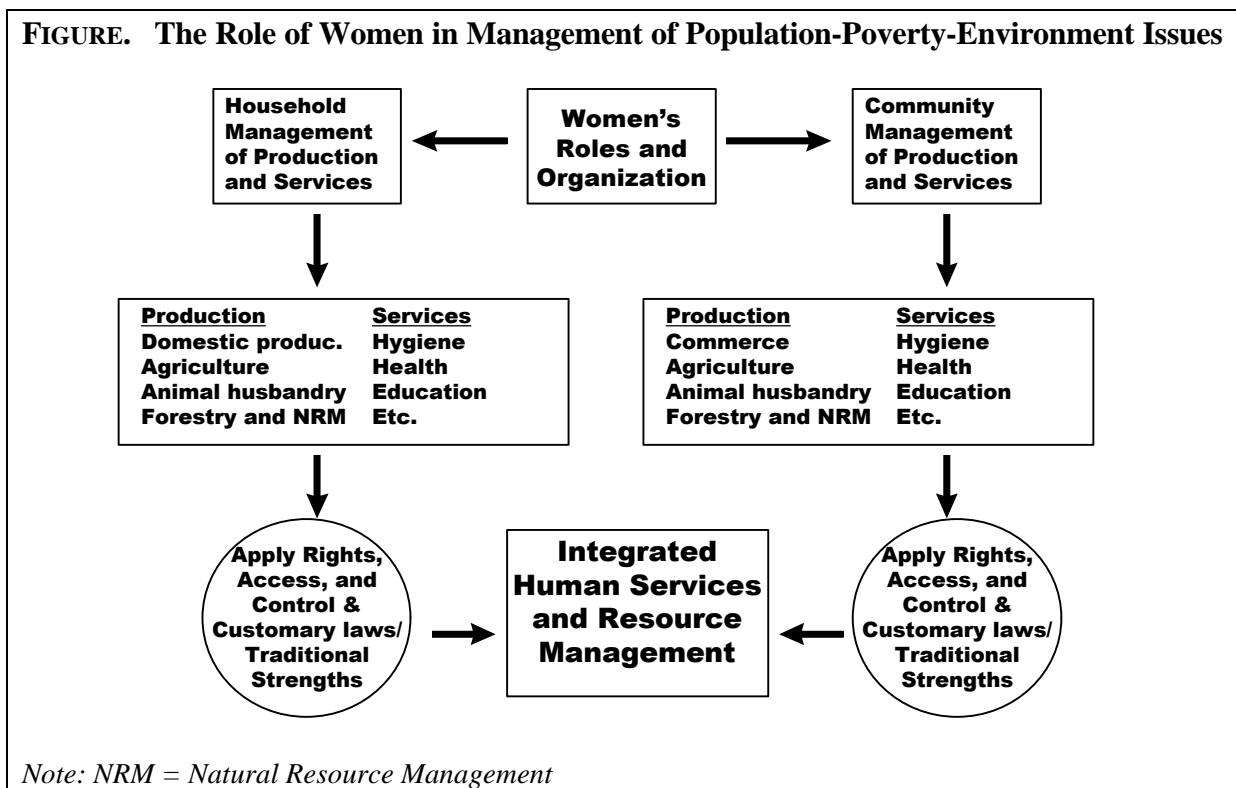 FIGURE. The Role of Women in Management of Population-Poverty-Environment Issues
Household
Management
of Production
and Services
Women's
Roles and
Organization
Community
Management
of Production
and Services
Production Services
Domestic produc. Hygiene
Agriculture Health
Animal husbandry Education
Forestry and NRM Etc.
Production Services
Commerce Hygiene
Agriculture Health
Animal husbandry Education
Forestry and NRM Etc.
Apply Rights,
Access, and
Control &
Customary laws/
Traditional
Strengths
Integrated
Human Services
and Resource
Management
Apply Rights,
Access, and
Control &
Customary laws/
Traditional
Strengths
Note: NRM = Natural Resource Management